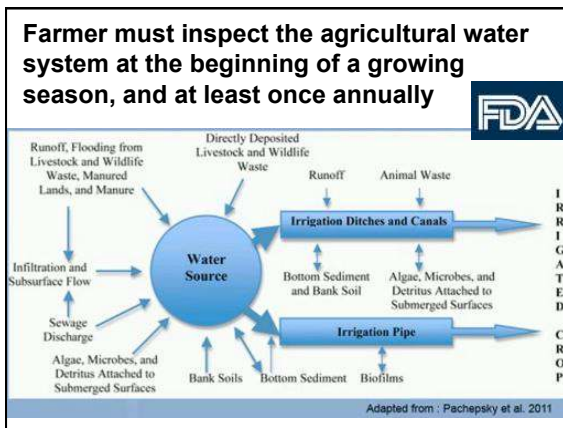 Farmer must inspect the agricultural water
system at the beginning of a growing
season, and at least once annually
FDA
Runoff, Flooding from
Livestock and Wildlife
Waste, Manured
Lands, and Manure
Directly Deposited
Livestock and Wildlife
Waste
Runoff
Animal Waste
Irrigation Ditches and Canals
Water
Source
Infiltration and
Subsurface Flow
Bottom Sediment
and Bank Soil
Algae, Microbes, and
Detritus Attached to
Submerged Surfaces
Sewage
Discharge
Irrigation Pipe
Algae, Microbes, and
Detritus Attached to
Submerged Surfaces
Bank Soils
Bottom Sediment
Biofilms
IRRIGATED
CROP
Adapted from : Pachepsky et al. 2011